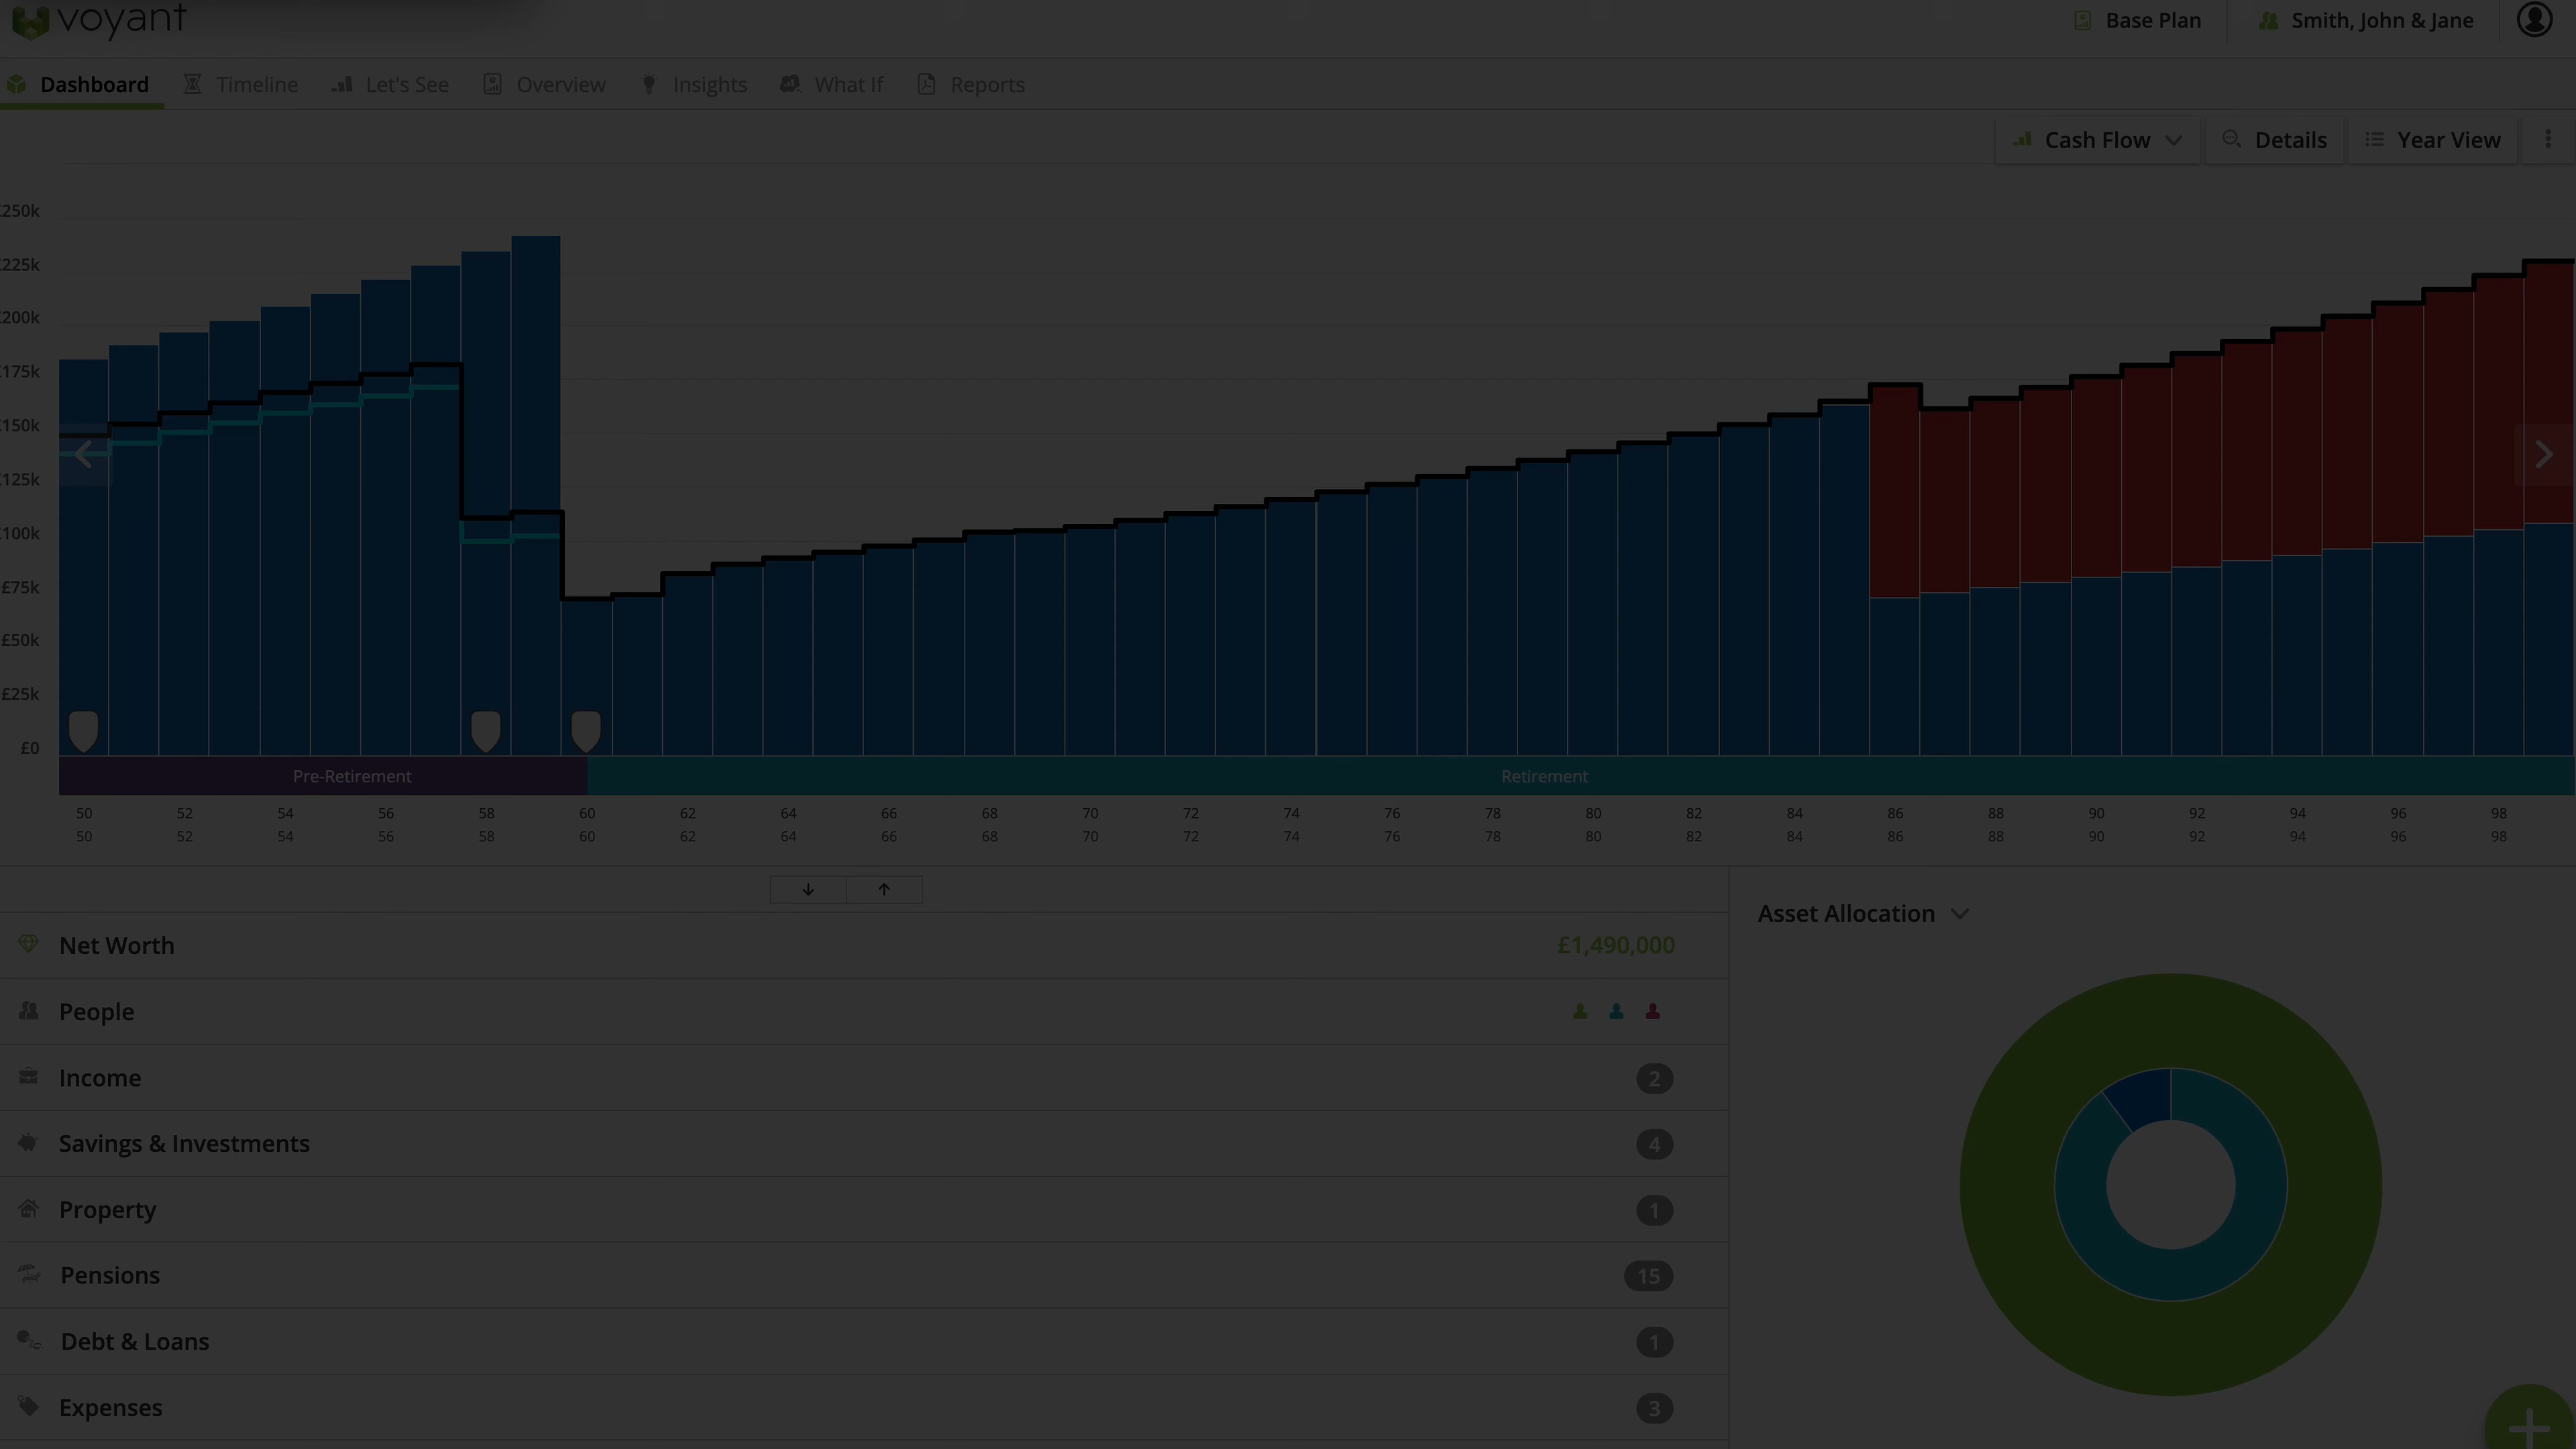 voyant
Base Plan
Smith, John & Jane
Dashboard
Timeline
Let's See
Overview
Insights
What If
Reports
Cash Flow
Details
Year View
£250k
£225k
£200k
£175k
£150k
£125k
£100k
£75k
£50k
£25k
£0
Pre-Retirement
Retirement
50 52 54 56 58 60 62 64 66 68 70 72 74 76 78 80 82 84 86 88 90 92 94 96 98
50 52 54 56 58 60 62 64 66 68 70 72 74 76 78 80 82 84 86 88 90 92 94 96 98
Net Worth £1,490,000
People
Income 2
Savings & Investments 4
Property 1
Pensions 15
Debt & Loans 1
Expenses 3
Asset Allocation